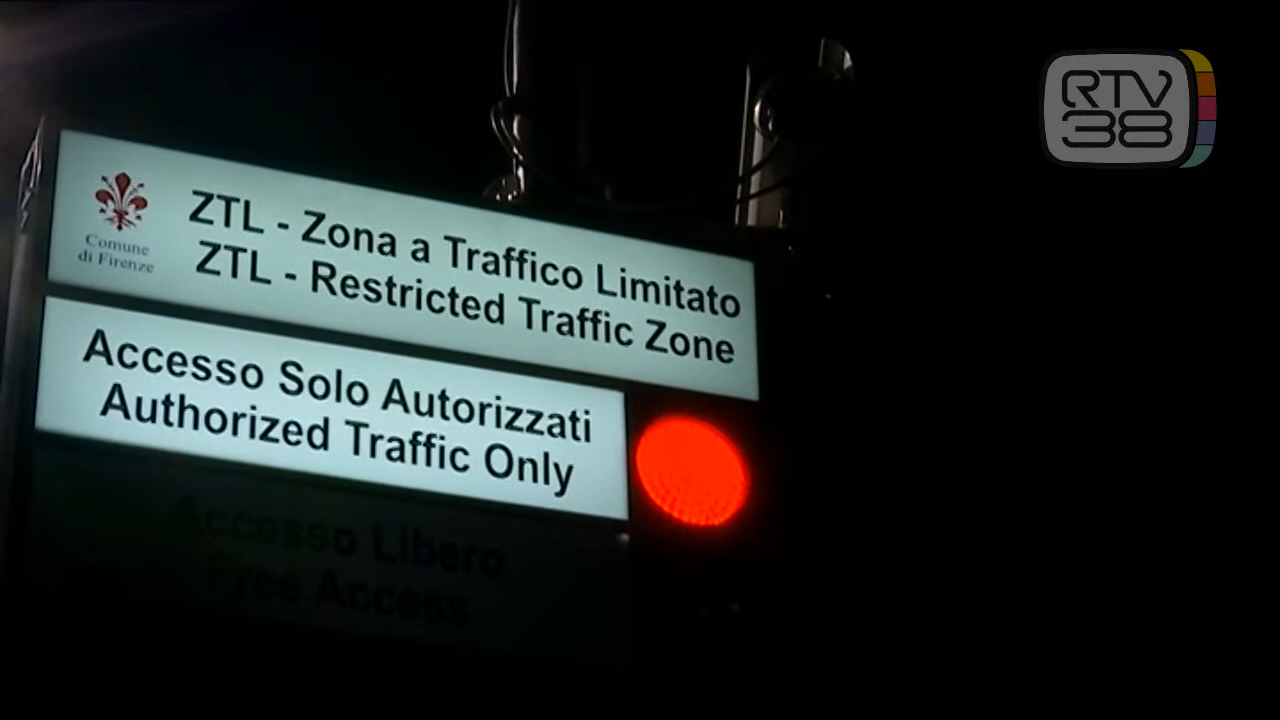 RTV
38
Comune
di Firenze
ZTL - Zona a Traffico Limitato
ZTL - Restricted Traffic Zone
Accesso Solo Autorizzati
Authorized Traffic Only
Accesso Libero
Free Access